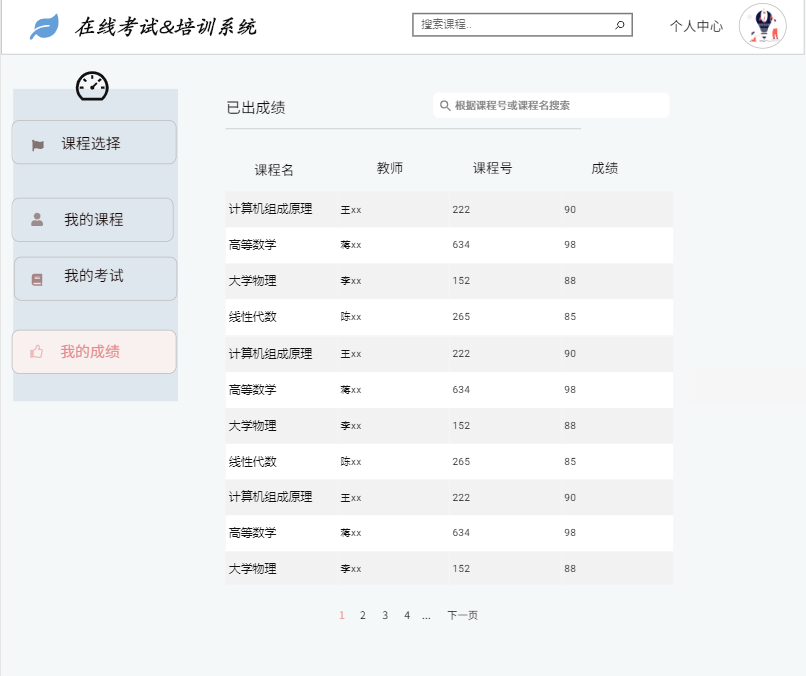 在线考试&培训系统
搜索课程..
个人中心
课程选择
我的课程
我的考试
我的成绩
已出成绩
根据课程号或课程名搜索
课程名 教师 课程号 成绩
计算机组成原理 王xx 222 90
高等数学 蒋xx 634 98
大学物理 李xx 152 88
线性代数 陈xx 265 85
计算机组成原理 王xx 222 90
高等数学 蒋xx 634 98
大学物理 李xx 152 88
线性代数 陈xx 265 85
计算机组成原理 王xx 222 90
高等数学 蒋xx 634 98
大学物理 李xx 152 88
1 2 3 4 ... 下一页